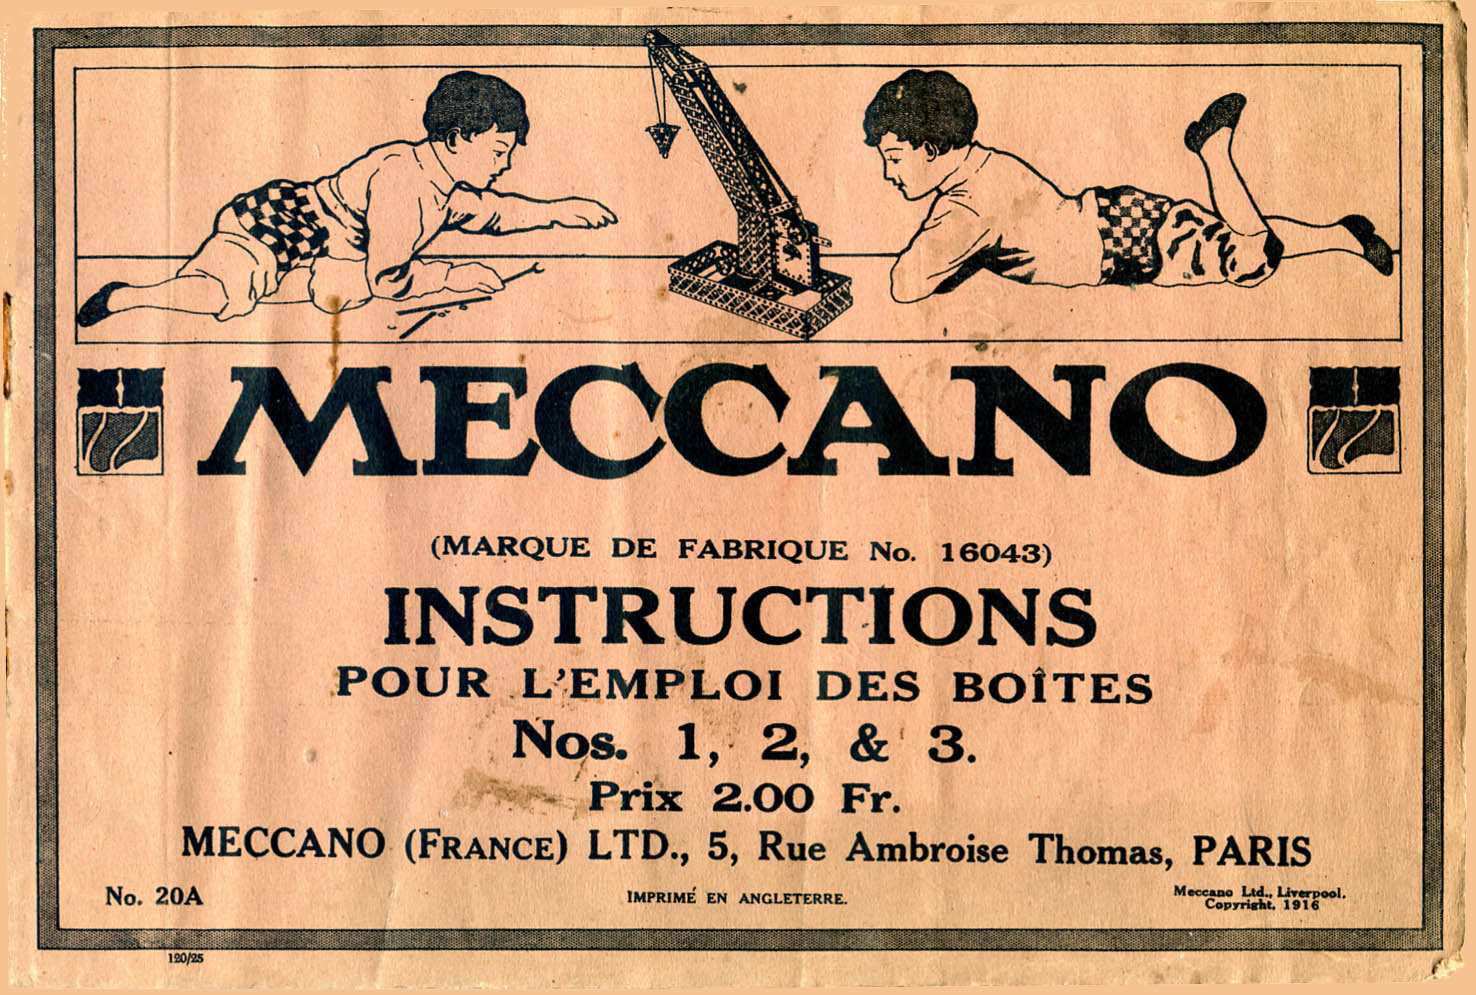 MECCANO
(MARQUE DE FABRIQUE No. 16043)
INSTRUCTIONS
POUR L'EMPLOI DES BOÎTES
Nos. 1, 2, & 3.
Prix 2.00 Fr.
MECCANO (FRANCE) LTD., 5, Rue Ambroise Thomas, PARIS
No. 20A
IMPRIMÉ EN ANGLETERRE.
Meccano Ltd., Liverpool.
Copyright, 1916
120/25